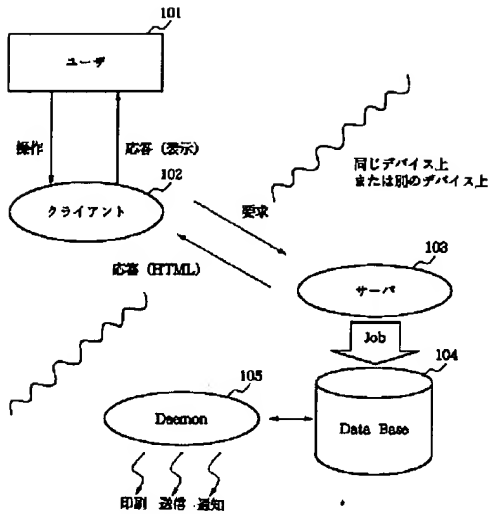 101
ユーザ
操作
応答 (表示)
102
クライアント
同じデバイス上
または別のデバイス上
要求
応答 (HTML)
103
サーバ
Job
104
Data Base
105
Daemon
印刷 送信 通知